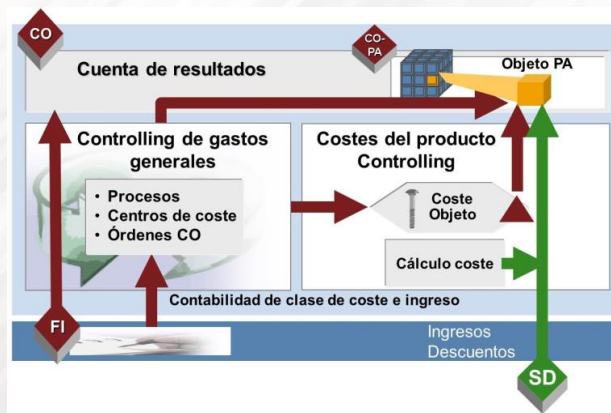 CO
CO-
PA
Objeto PA
Cuenta de resultados
Controlling de gastos
generales
• Procesos
• Centros de coste
• Órdenes CO
Costes del producto
Controlling
Coste
Objeto
Cálculo coste
Contabilidad de clase de coste e ingreso
FI
Ingresos
Descuentos
SD